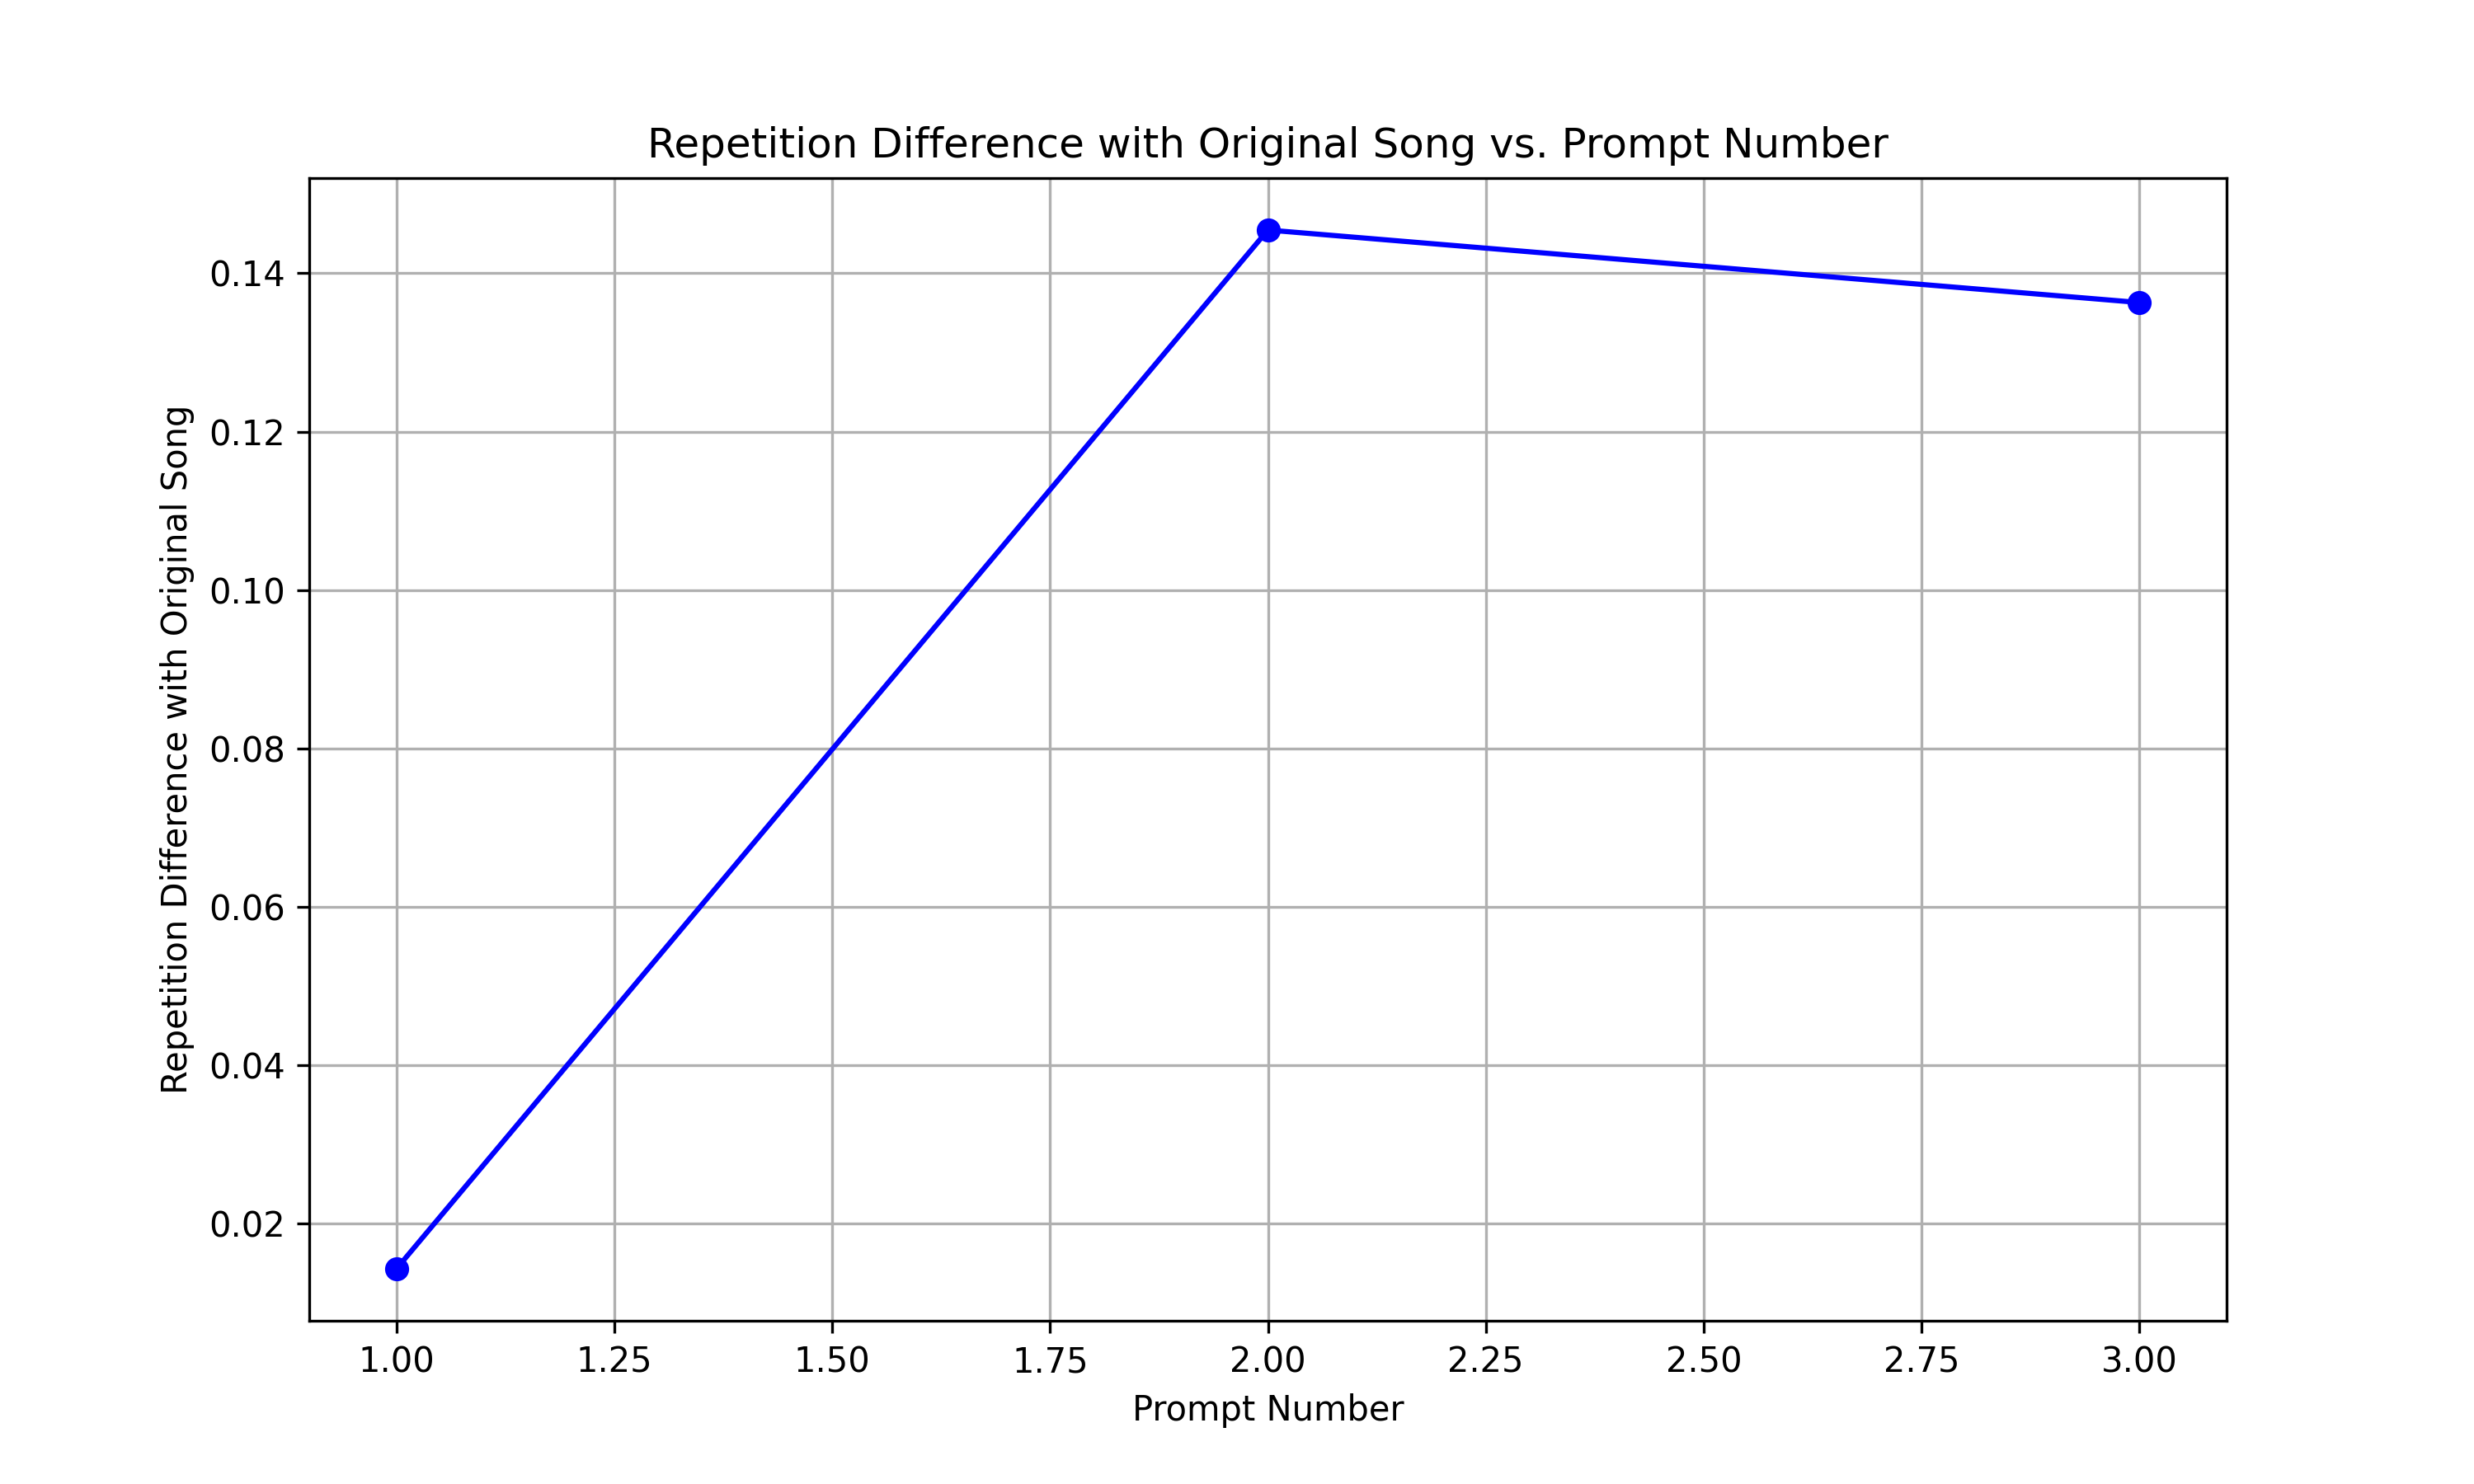 Repetition Difference with Original Song vs. Prompt Number
Repetition Difference with Original Song
0.14
0.12
0.10
0.08
0.06
0.04
0.02
1.00 1.25 1.50 1.75 2.00 2.25 2.50 2.75 3.00
Prompt Number